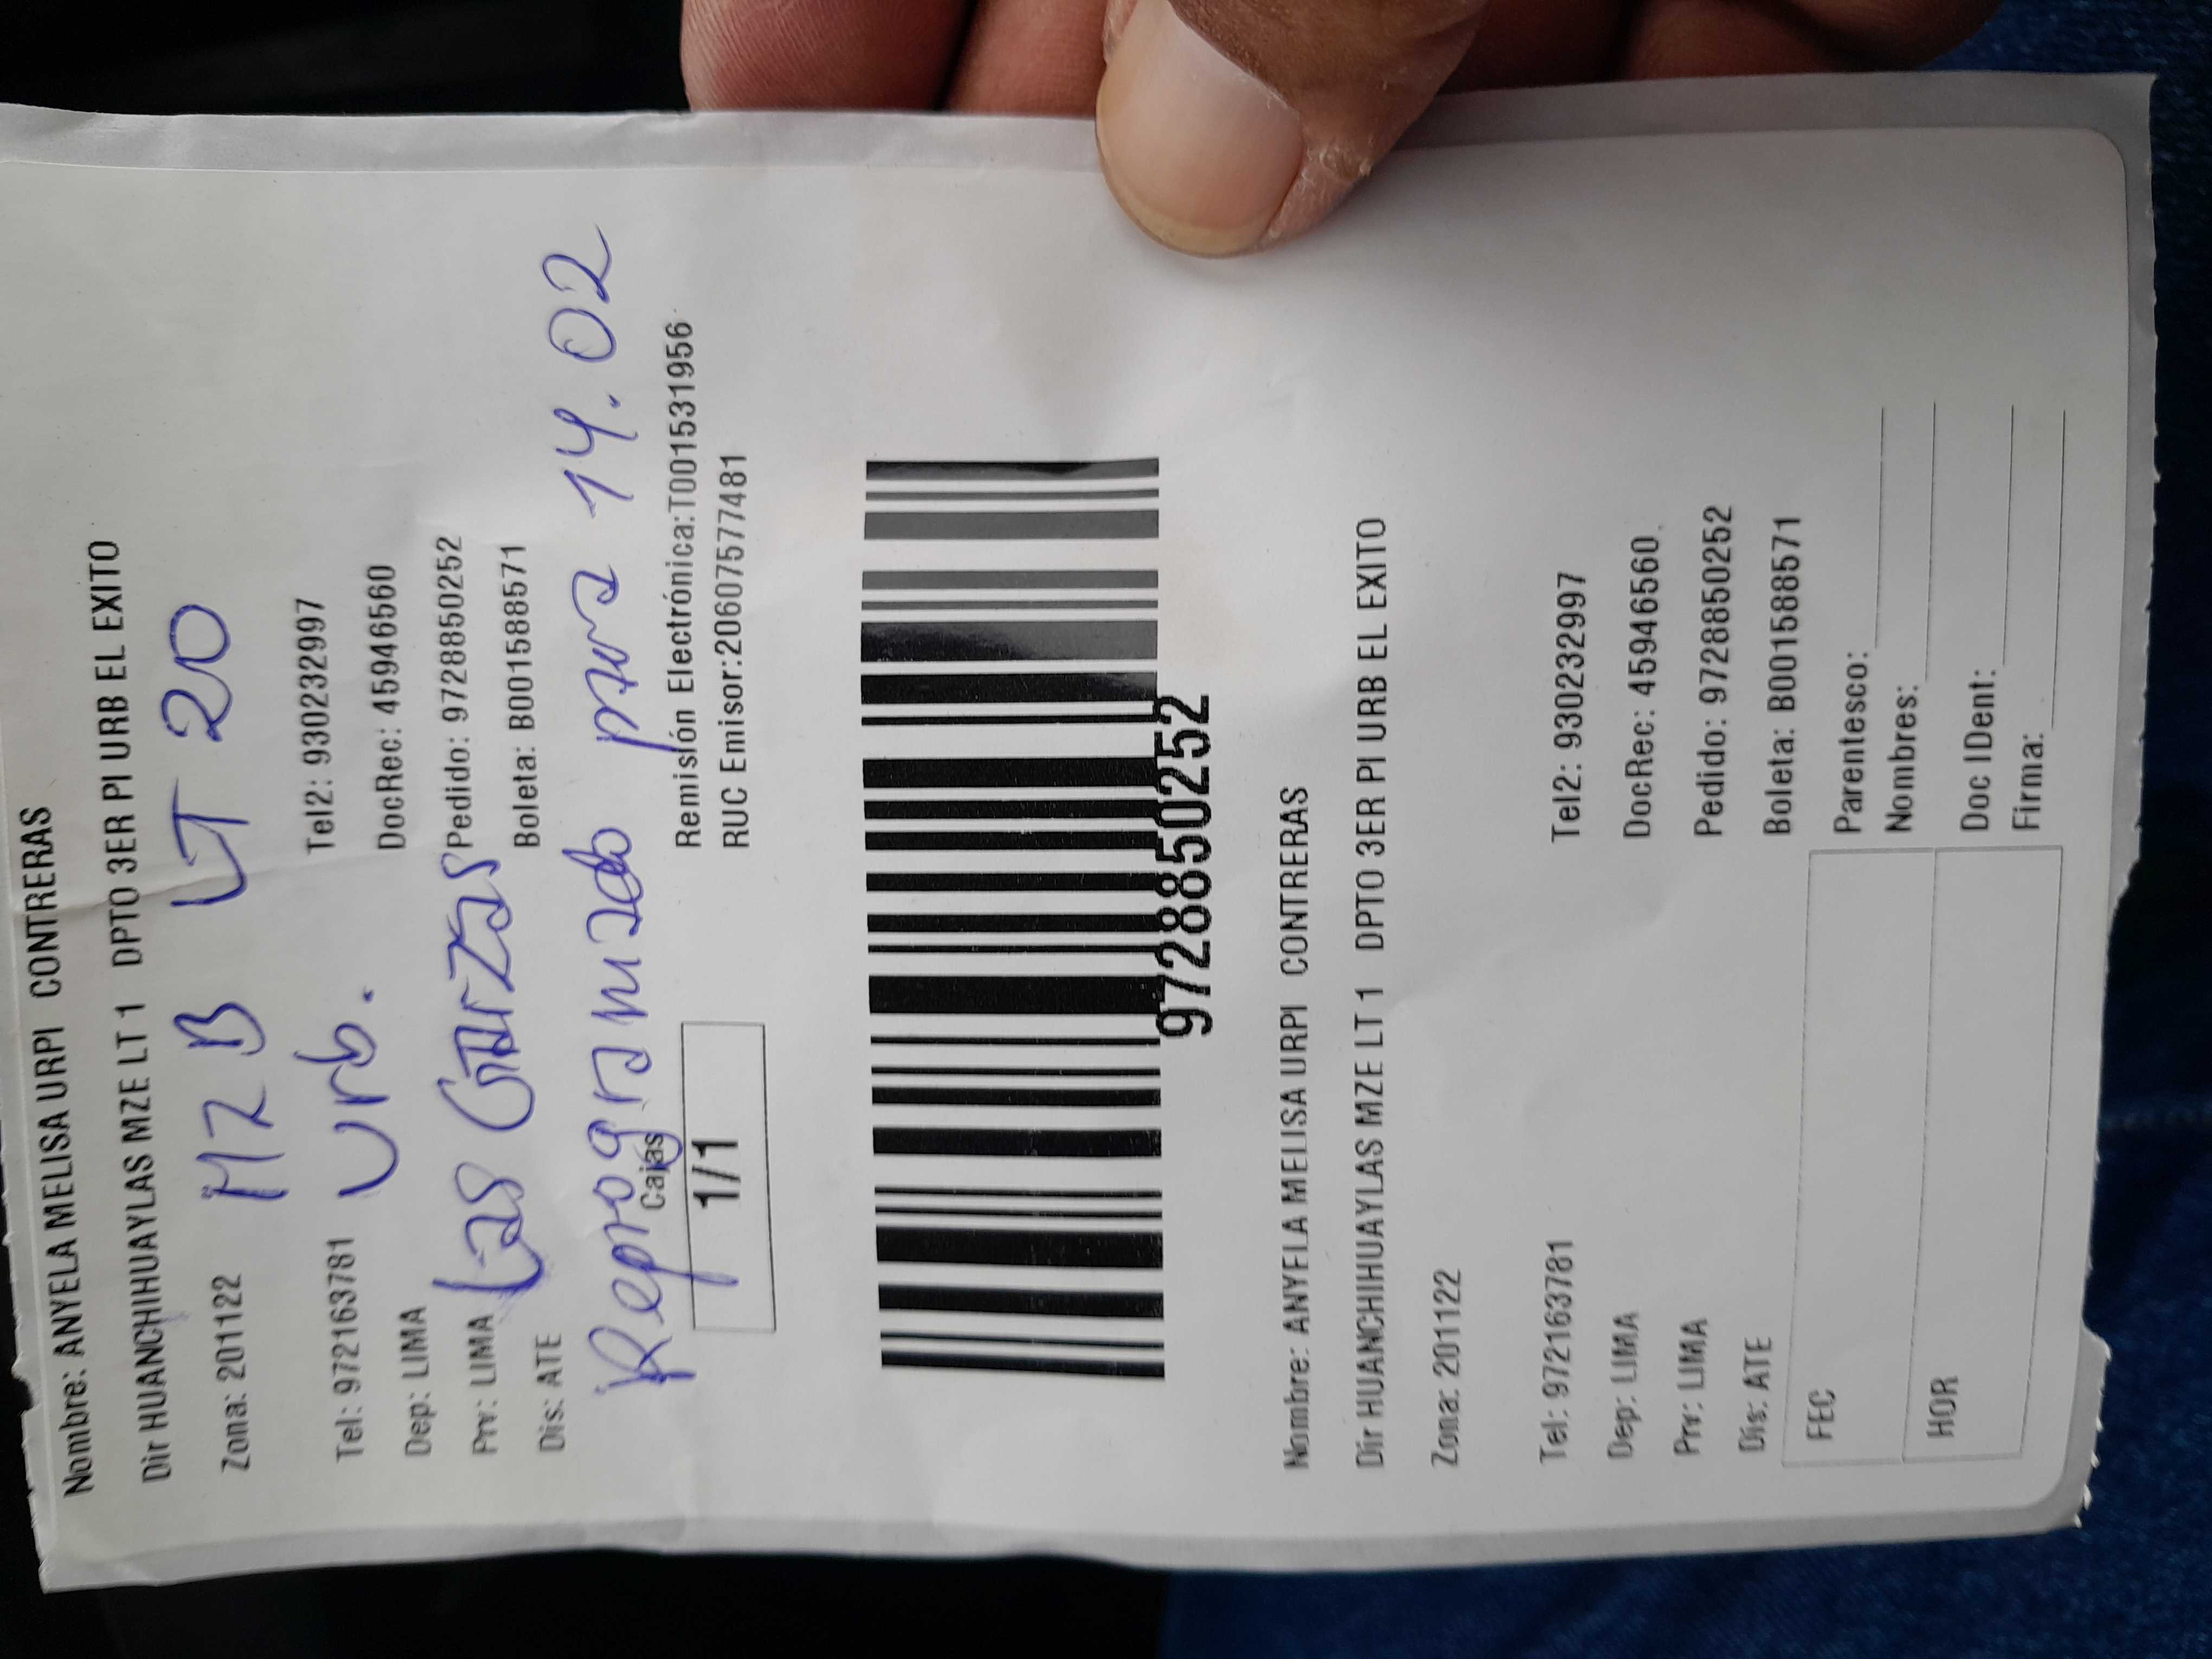 Nombre: ANYELA MELISA URPI CONTRERAS
Dir HUANCHIHUAYLAS MZE LT 1 DPTO 3ER PI URB EL EXITO
Zona: 201122
MZ B LT 20
Tel: 972163781 Tel2: 930232997
Urb.
Dep: LIMA DocRec: 45946560
Prv: LIMA Pedido: 9728850252
Las Garzas
Dis: ATE Boleta: B001588571
Reprogramado para 14.02
Cajas
1/1
Remisión Electrónica:T001531956
RUC Emisor:20607577481
9728850252
Nombre: ANYELA MELISA URPI CONTRERAS
Dir HUANCHIHUAYLAS MZE LT 1 DPTO 3ER PI URB EL EXITO
Zona: 201122
Tel: 972163781 Tel2: 930232997
Dep: LIMA DocRec: 45946560
Prv: LIMA Pedido: 9728850252
Dis: ATE Boleta: B001588571
FEC Parentesco:
Nombres:
HOR Doc IDent:
Firma: